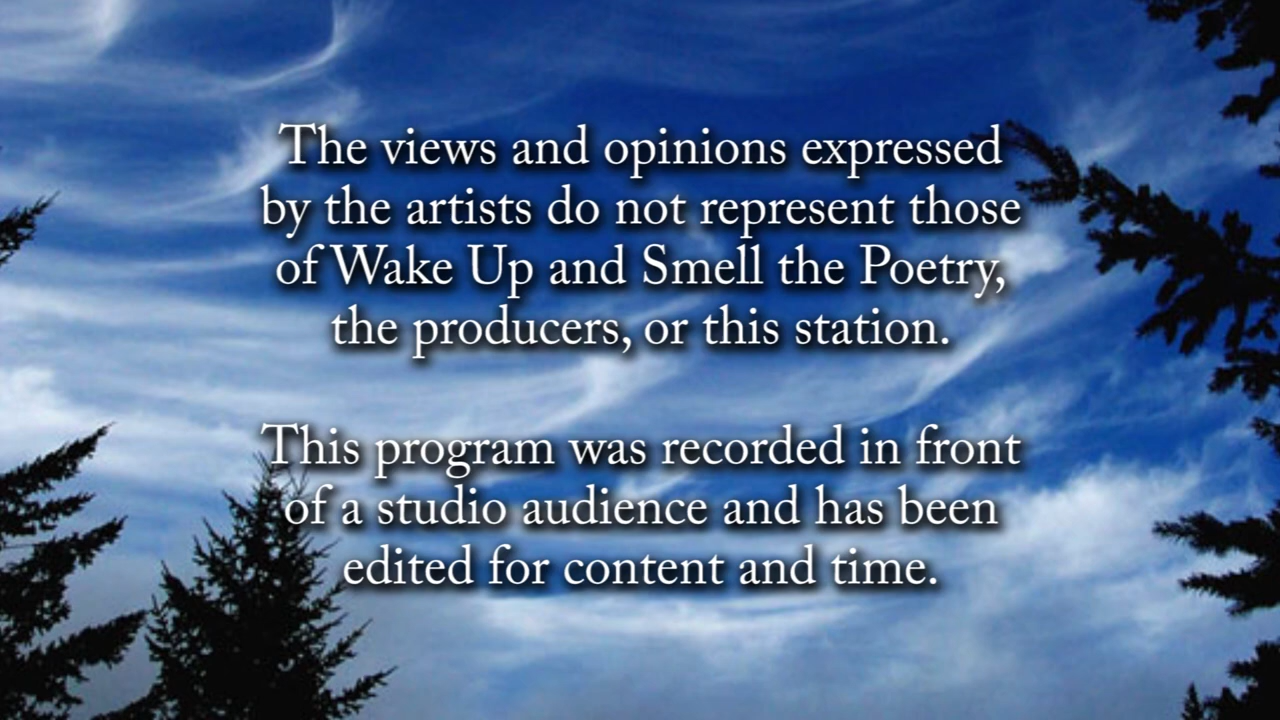 The views and opinions expressed
by the artists do not represent those
of Wake Up and Smell the Poetry,
the producers, or this station.
This program was recorded in front
of a studio audience and has been
edited for content and time.